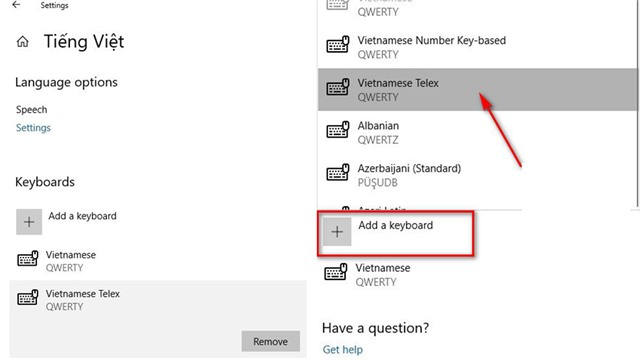 Settings
Tiếng Việt
Language options
Speech
Settings
Keyboards
Add a keyboard
Vietnamese
QWERTY
Vietnamese Telex
QWERTY
Remove
QWERTY
Vietnamese Number Key-based
QWERTY
Vietnamese Telex
QWERTY
Albanian
QWERTZ
Azerbaijani (Standard)
PÜŞUDB
Add a keyboard
Vietnamese
QWERTY
Have a question?
Get help